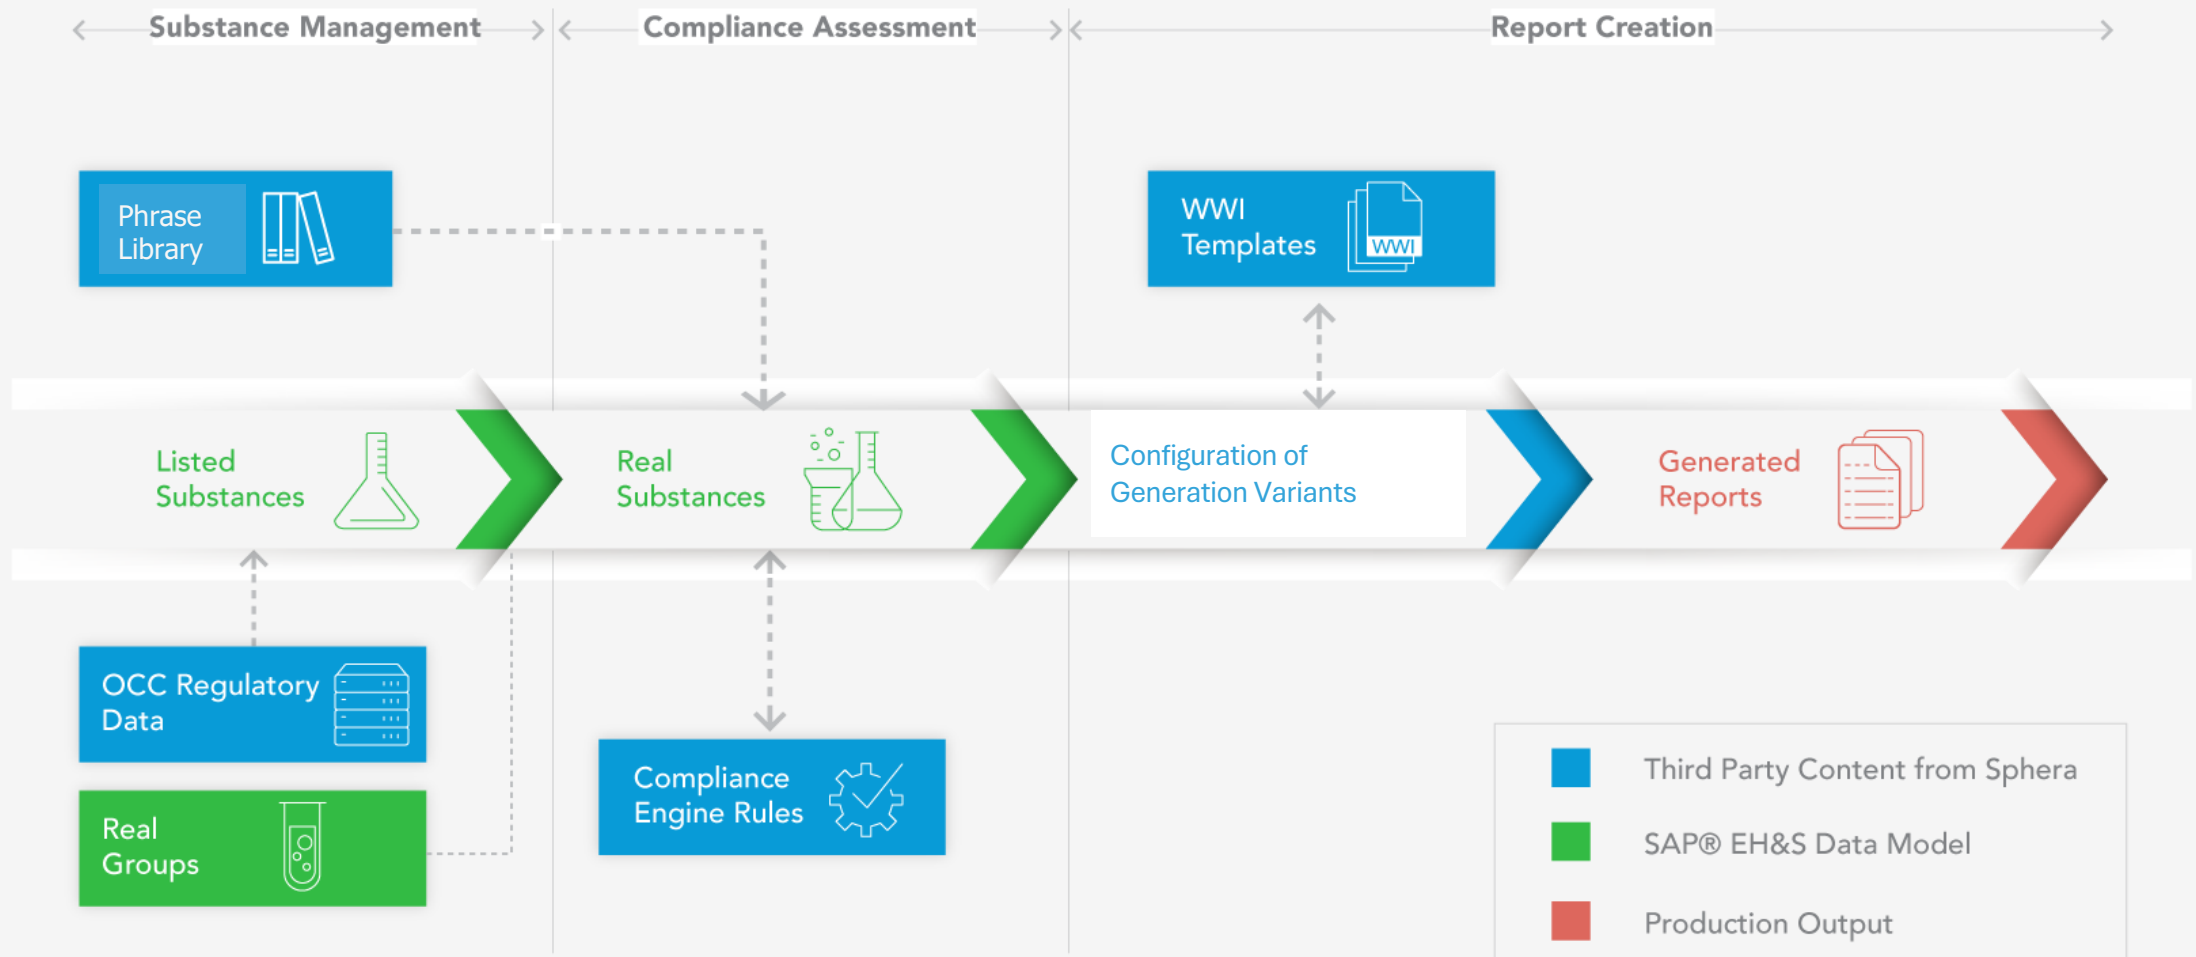 Substance Management
Compliance Assessment
Report Creation
Phrase
Library
WWI
Templates
WWI
Listed
Substances
Real
Substances
Configuration of
Generation Variants
Generated
Reports
OCC Regulatory
Data
Real
Groups
Compliance
Engine Rules
Third Party Content from Sphera
SAP® EH&S Data Model
Production Output